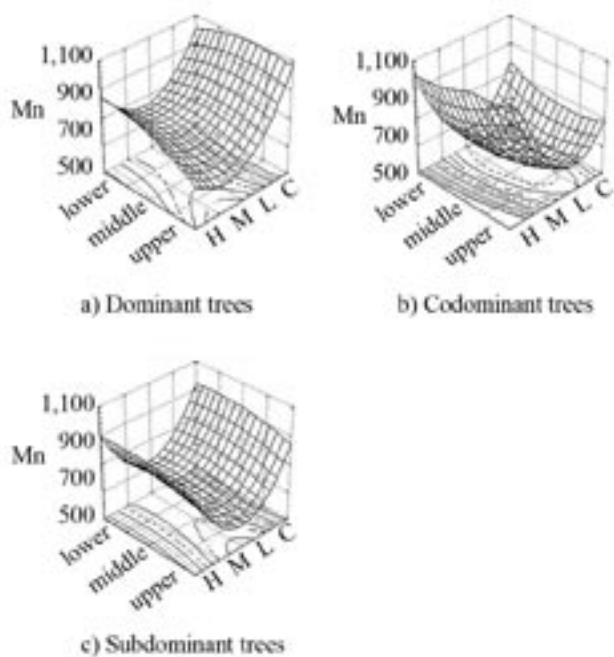 1,100
900
Mn
700
500
lower
middle
upper
H M L C
a) Dominant trees
1,100
900
Mn
700
500
lower
middle
upper
H M L C
b) Codominant trees
1,100
900
Mn
700
500
lower
middle
upper
H M L C
c) Subdominant trees